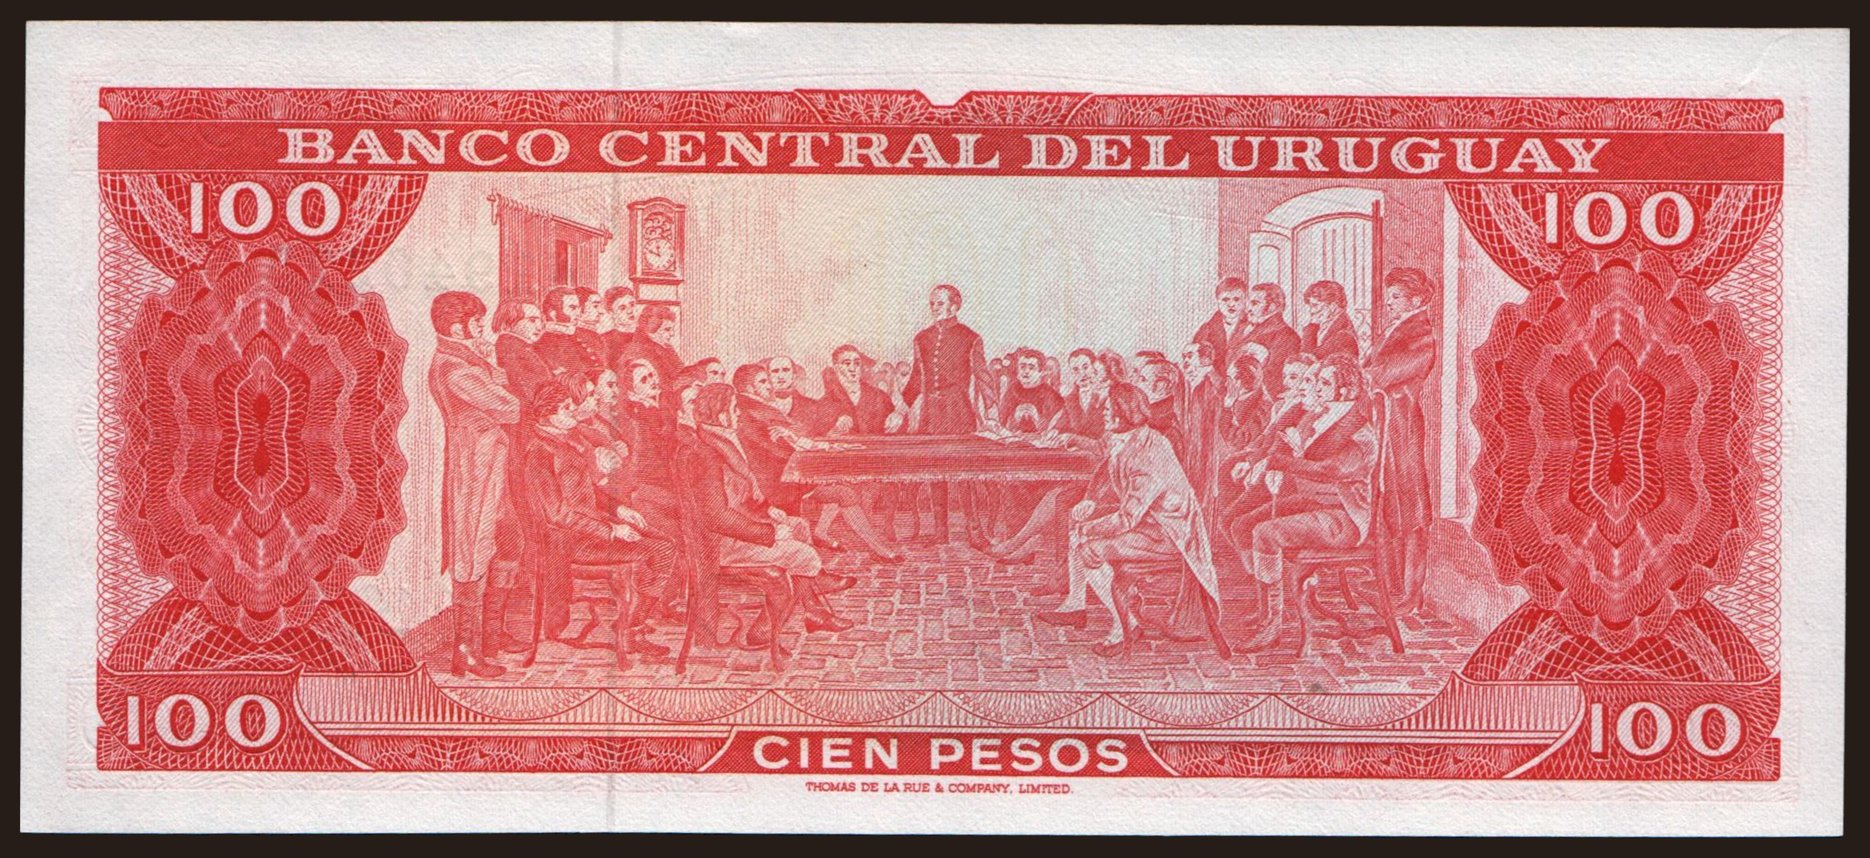 BANCO CENTRAL DEL URUGUAY
100 100
100 100
CIEN PESOS
THOMAS DE LA RUE & COMPANY, LIMITED.